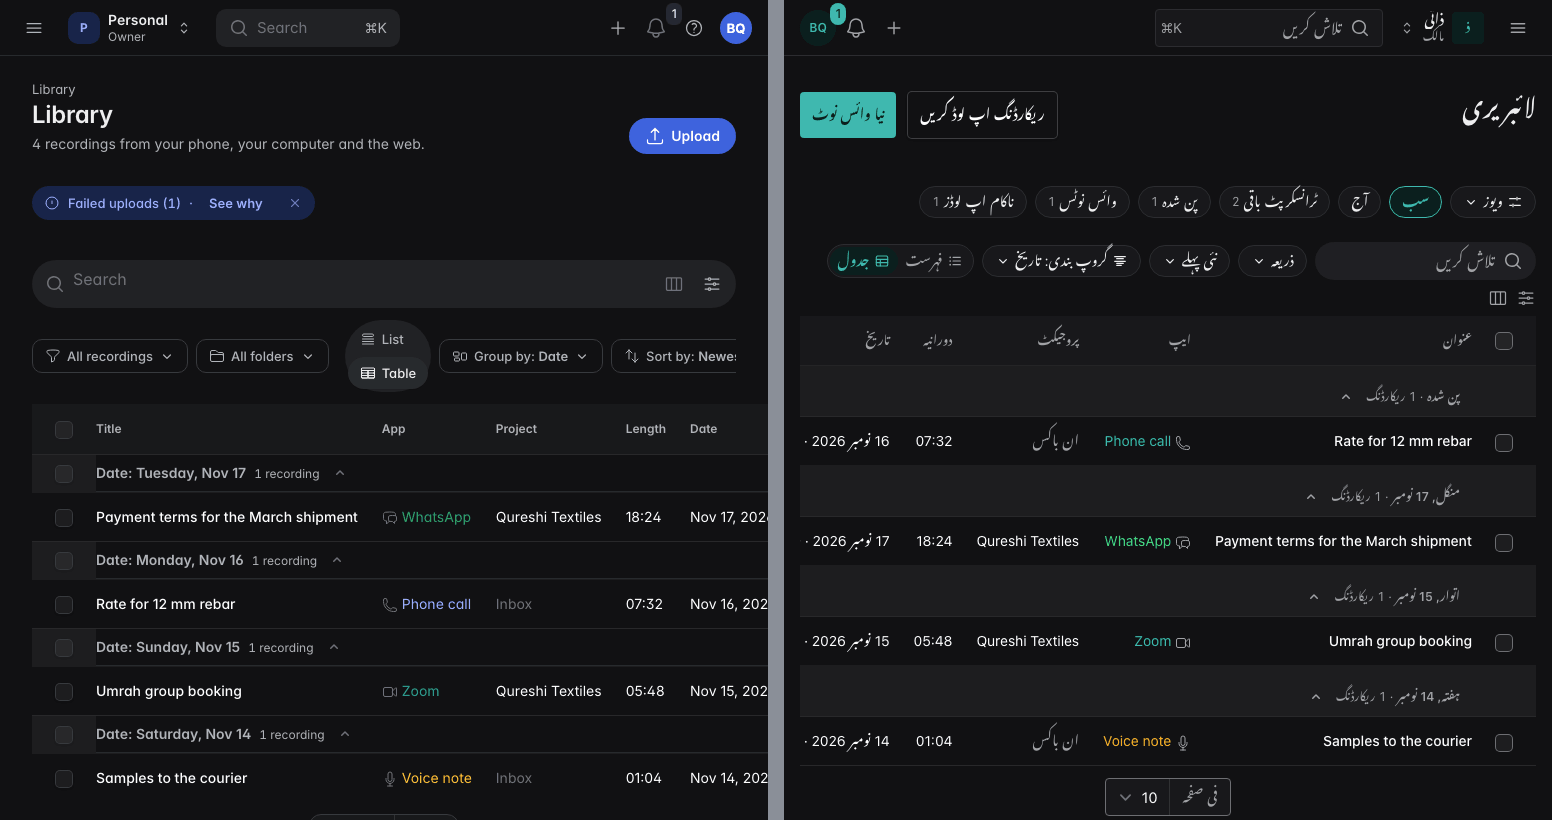 P
Personal
Owner
Search ⌘K
1
BQ
Library
Library
4 recordings from your phone, your computer and the web.
Upload
Failed uploads (1) · See why
Search
All recordings
All folders
List
Table
Group by: Date
Sort by: Newes
Title App Project Length Date
Date: Tuesday, Nov 17 1 recording
Payment terms for the March shipment WhatsApp Qureshi Textiles 18:24 Nov 17, 2026
Date: Monday, Nov 16 1 recording
Rate for 12 mm rebar Phone call Inbox 07:32 Nov 16, 202
Date: Sunday, Nov 15 1 recording
Umrah group booking Zoom Qureshi Textiles 05:48 Nov 15, 202
Date: Saturday, Nov 14 1 recording
Samples to the courier Voice note Inbox 01:04 Nov 14, 202
ذ
ذاتی
مالک
تلاش کریں ⌘K
1
BQ
لائبریری
ریکارڈنگ اپ لوڈ کریں
نیا وائس نوٹ
ویوز
سب
آج
ٹرانسکرپٹ باقی 2
پن شدہ 1
وائس نوٹس 1
ناکام اپ لوڈز 1
تلاش کریں
ذریعہ
نئی پہلے
گروپ بندی: تاریخ
فہرست
جدول
عنوان ایپ پروجیکٹ دورانیہ تاریخ
پن شدہ · 1 ریکارڈنگ
Rate for 12 mm rebar Phone call ان باکس 07:32 16 نومبر 2026 ·
منگل, 17 نومبر · 1 ریکارڈنگ
Payment terms for the March shipment WhatsApp Qureshi Textiles 18:24 17 نومبر 2026 ·
اتوار, 15 نومبر · 1 ریکارڈنگ
Umrah group booking Zoom Qureshi Textiles 05:48 15 نومبر 2026 ·
ہفتہ, 14 نومبر · 1 ریکارڈنگ
Samples to the courier Voice note ان باکس 01:04 14 نومبر 2026 ·
فی صفحہ 10